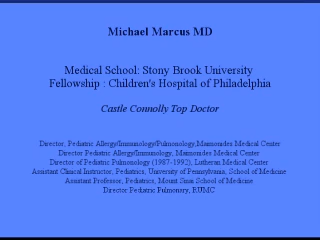 Michael Marcus MD
Medical School: Stony Brook University
Fellowship : Children's Hospital of Philadelphia
Castle Connolly Top Doctor
Director, Pediatric Allergy/Immunology/Pulmonology,Maimonides Medical Center
Director Pediatric Allergy/Immunology, Maimonides Medical Center
Director of Pediatric Pulmonology (1987-1992), Lutheran Medical Center
Assistant Clinical Instructor, Pediatrics, University of Pennsylvania, School of Medicine
Assistant Professor, Pediatrics, Mount Sinai School of Medicine
Director Pediatric Pulmonary, RUMC